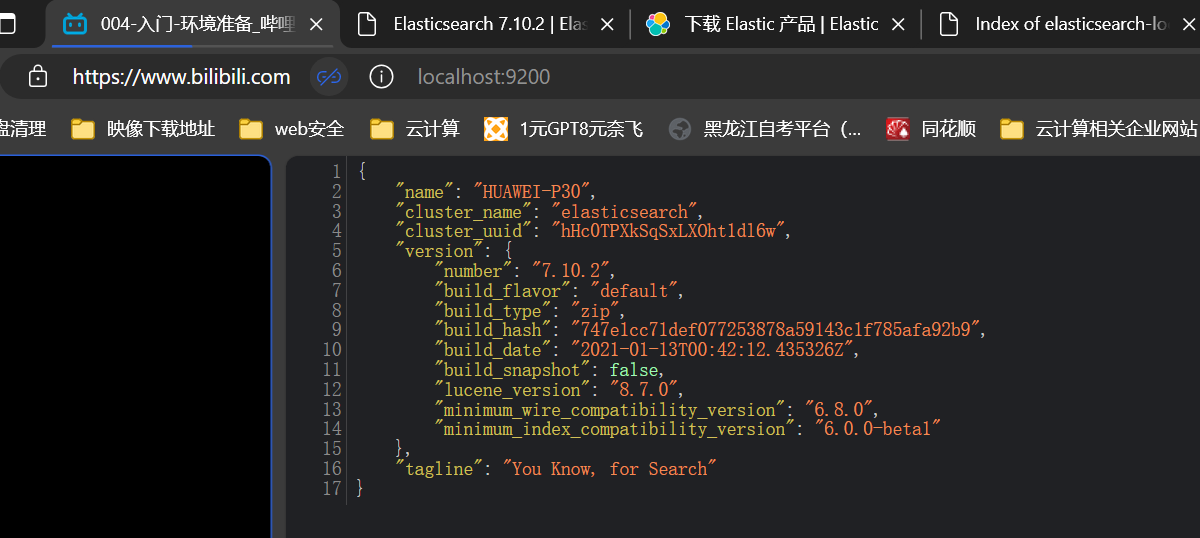 004-入门-环境准备_哔哩
Elasticsearch 7.10.2 | Elas
下载 Elastic 产品 | Elastic
Index of elasticsearch-lo
https://www.bilibili.com
localhost:9200
盘清理
映像下载地址
web安全
云计算
1元GPT8元奈飞
黑龙江自考平台（...
同花顺
云计算相关企业网站
1 {
2 "name": "HUAWEI-P30",
3 "cluster_name": "elasticsearch",
4 "cluster_uuid": "hHc0TPXkSqSxLXOht1dl6w",
5 "version": {
6 "number": "7.10.2",
7 "build_flavor": "default",
8 "build_type": "zip",
9 "build_hash": "747e1cc71def077253878a59143c1f785afa92b9",
10 "build_date": "2021-01-13T00:42:12.435326Z",
11 "build_snapshot": false,
12 "lucene_version": "8.7.0",
13 "minimum_wire_compatibility_version": "6.8.0",
14 "minimum_index_compatibility_version": "6.0.0-beta1"
15 },
16 "tagline": "You Know, for Search"
17 }